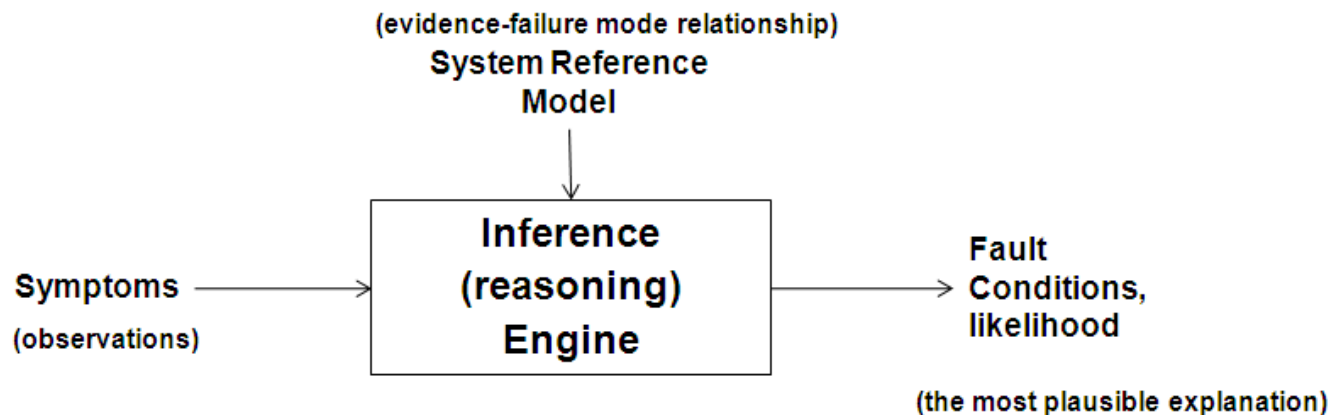 (evidence-failure mode relationship)
System Reference
Model
Inference
(reasoning)
Engine
Symptoms
(observations)
Fault
Conditions,
likelihood
(the most plausible explanation)